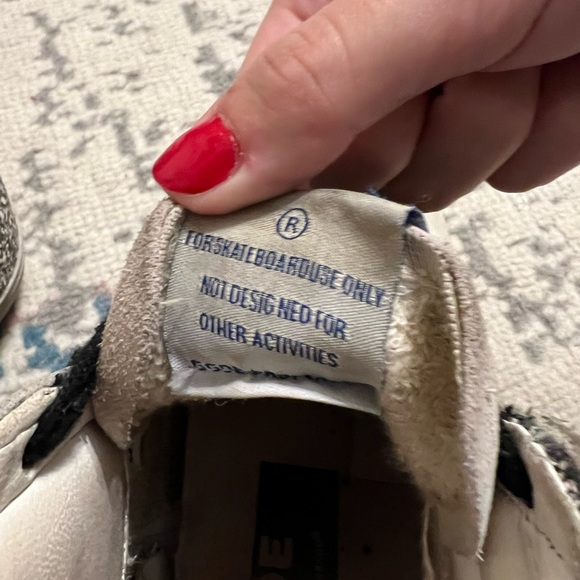 ®
FORSKATEBOARDUSE ONLY
NOT DESIG NED FOR
OTHER ACTIVITIES